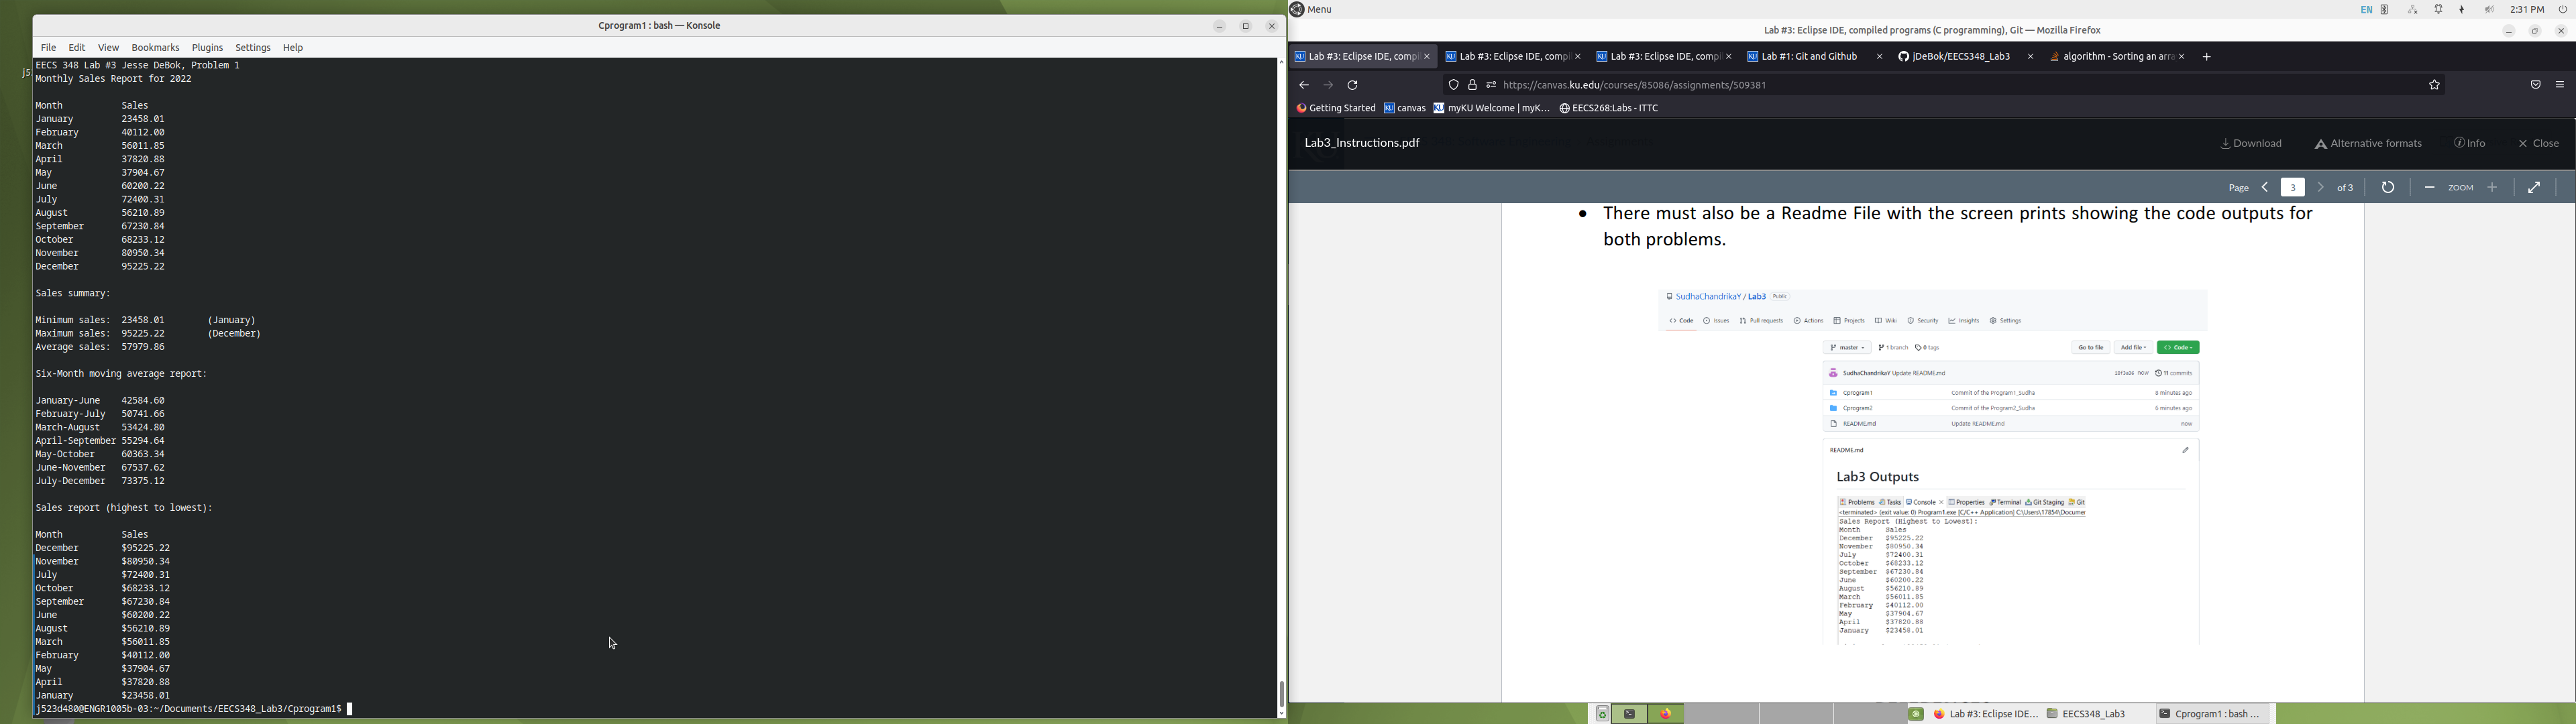 Cprogram1 : bash — Konsole
File Edit View Bookmarks Plugins Settings Help
j5
EECS 348 Lab #3 Jesse DeBok, Problem 1
Monthly Sales Report for 2022
Month Sales
January 23458.01
February 40112.00
March 56011.85
April 37820.88
May 37904.67
June 60200.22
July 72400.31
August 56210.89
September 67230.84
October 68233.12
November 80950.34
December 95225.22
Sales summary:
Minimum sales: 23458.01 (January)
Maximum sales: 95225.22 (December)
Average sales: 57979.86
Six-Month moving average report:
January-June 42584.60
February-July 50741.66
March-August 53424.80
April-September 55294.64
May-October 60363.34
June-November 67537.62
July-December 73375.12
Sales report (highest to lowest):
Month Sales
December $95225.22
November $80950.34
July $72400.31
October $68233.12
September $67230.84
June $60200.22
August $56210.89
March $56011.85
February $40112.00
May $37904.67
April $37820.88
January $23458.01
j523d480@ENGR1005b-03:~/Documents/EECS348_Lab3/Cprogram1$
Menu EN 2:31 PM
Lab #3: Eclipse IDE, compiled programs (C programming), Git — Mozilla Firefox
Lab #3: Eclipse IDE, compil Lab #3: Eclipse IDE, compil Lab #3: Eclipse IDE, compil Lab #1: Git and Github jDeBok/EECS348_Lab3 algorithm - Sorting an arra
https://canvas.ku.edu/courses/85086/assignments/509381
Getting Started canvas myKU Welcome | myK… EECS268:Labs - ITTC
Lab3_Instructions.pdf Download Alternative formats Info Close
Page 3 of 3 ZOOM
• There must also be a Readme File with the screen prints showing the code outputs for
both problems.
SudhaChandrikaY / Lab3 Public
Code Issues Pull requests Actions Projects Wiki Security Insights Settings
master 1 branch 0 tags Go to file Add file Code
SudhaChandrikaY Update README.md now 11 commits
Cprogram1 Commit of the Program1_Sudha 8 minutes ago
Cprogram2 Commit of the Program2_Sudha 6 minutes ago
README.md Update README.md now
README.md
Lab3 Outputs
Problems Tasks Console Properties Terminal Git Staging Git
<terminated> (exit value: 0) Program1.exe [C/C++ Application] C:\Users\17854\Documer
Sales Report (Highest to Lowest):
Month Sales
December $95225.22
November $80950.34
July $72400.31
October $68233.12
September $67230.84
June $60200.22
August $56210.89
March $56011.85
February $40112.00
May $37904.67
April $37820.88
January $23458.01
Lab #3: Eclipse IDE… EECS348_Lab3 Cprogram1 : bash …